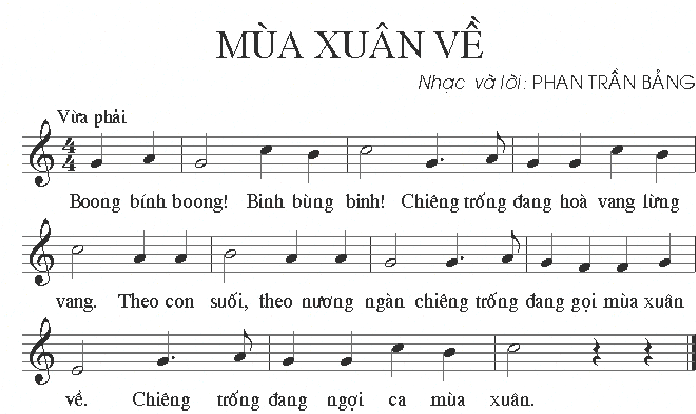 MÙA XUÂN VỀ
Nhạc và lời: PHAN TRẦN BẢNG
Vừa phải
4
4
Boong bính boong! Binh bùng binh! Chiêng trống đang hoà vang lừng
vang. Theo con suối, theo nương ngàn chiêng trống đang gọi mùa xuân
về. Chiêng trống đang ngợi ca mùa xuân.